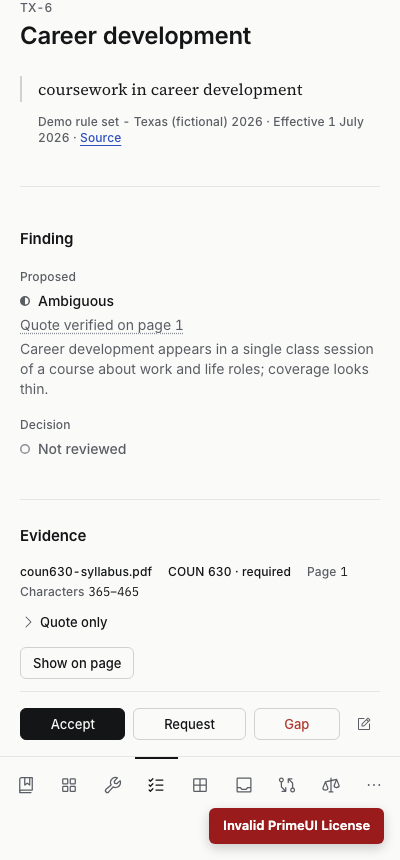 TX-6
Career development
coursework in career development
Demo rule set - Texas (fictional) 2026 · Effective 1 July
2026 · Source
Finding
Proposed
Ambiguous
Quote verified on page 1
Career development appears in a single class session
of a course about work and life roles; coverage looks
thin.
Decision
Not reviewed
Evidence
coun630-syllabus.pdf COUN 630 · required Page 1
Characters 365–465
Quote only
Show on page
Accept Request Gap
Invalid PrimeUI License